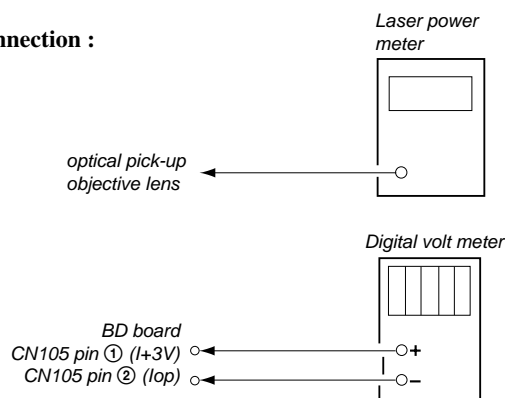 nnection :
Laser power
meter
optical pick-up
objective lens
Digital volt meter
BD board
CN105 pin ① (I+3V)
CN105 pin ② (Iop)
+
–